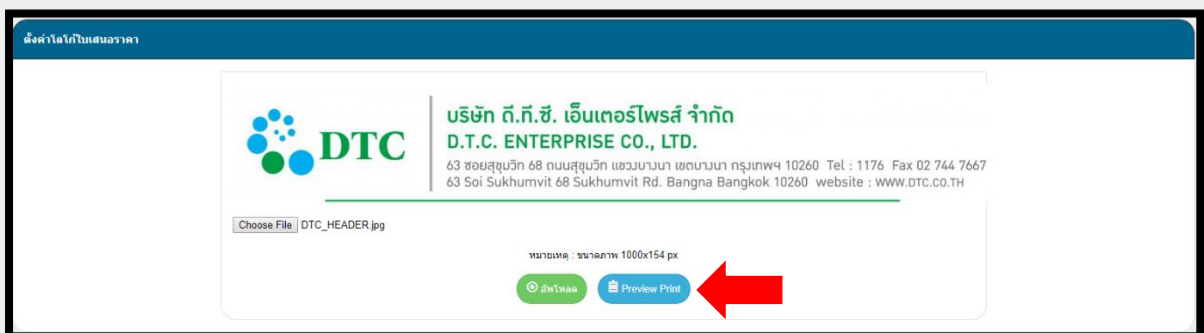 ตั้งค่าโลโก้ใบเสนอราคา
DTC
บริษัท ดี.ที.ซี. เอ็นเตอร์ไพรส์ จำกัด
D.T.C. ENTERPRISE CO., LTD.
63 ซอยสุขุมวิท 68 ถนนสุขุมวิท แขวงบางนา เขตบางนา กรุงเทพฯ 10260 Tel : 1176 Fax 02 744 7667
63 Soi Sukhumvit 68 Sukhumvit Rd. Bangna Bangkok 10260 website : www.DTC.CO.TH
Choose File DTC_HEADER.jpg
หมายเหตุ : ขนาดภาพ 1000x154 px
อัพโหลด Preview Print